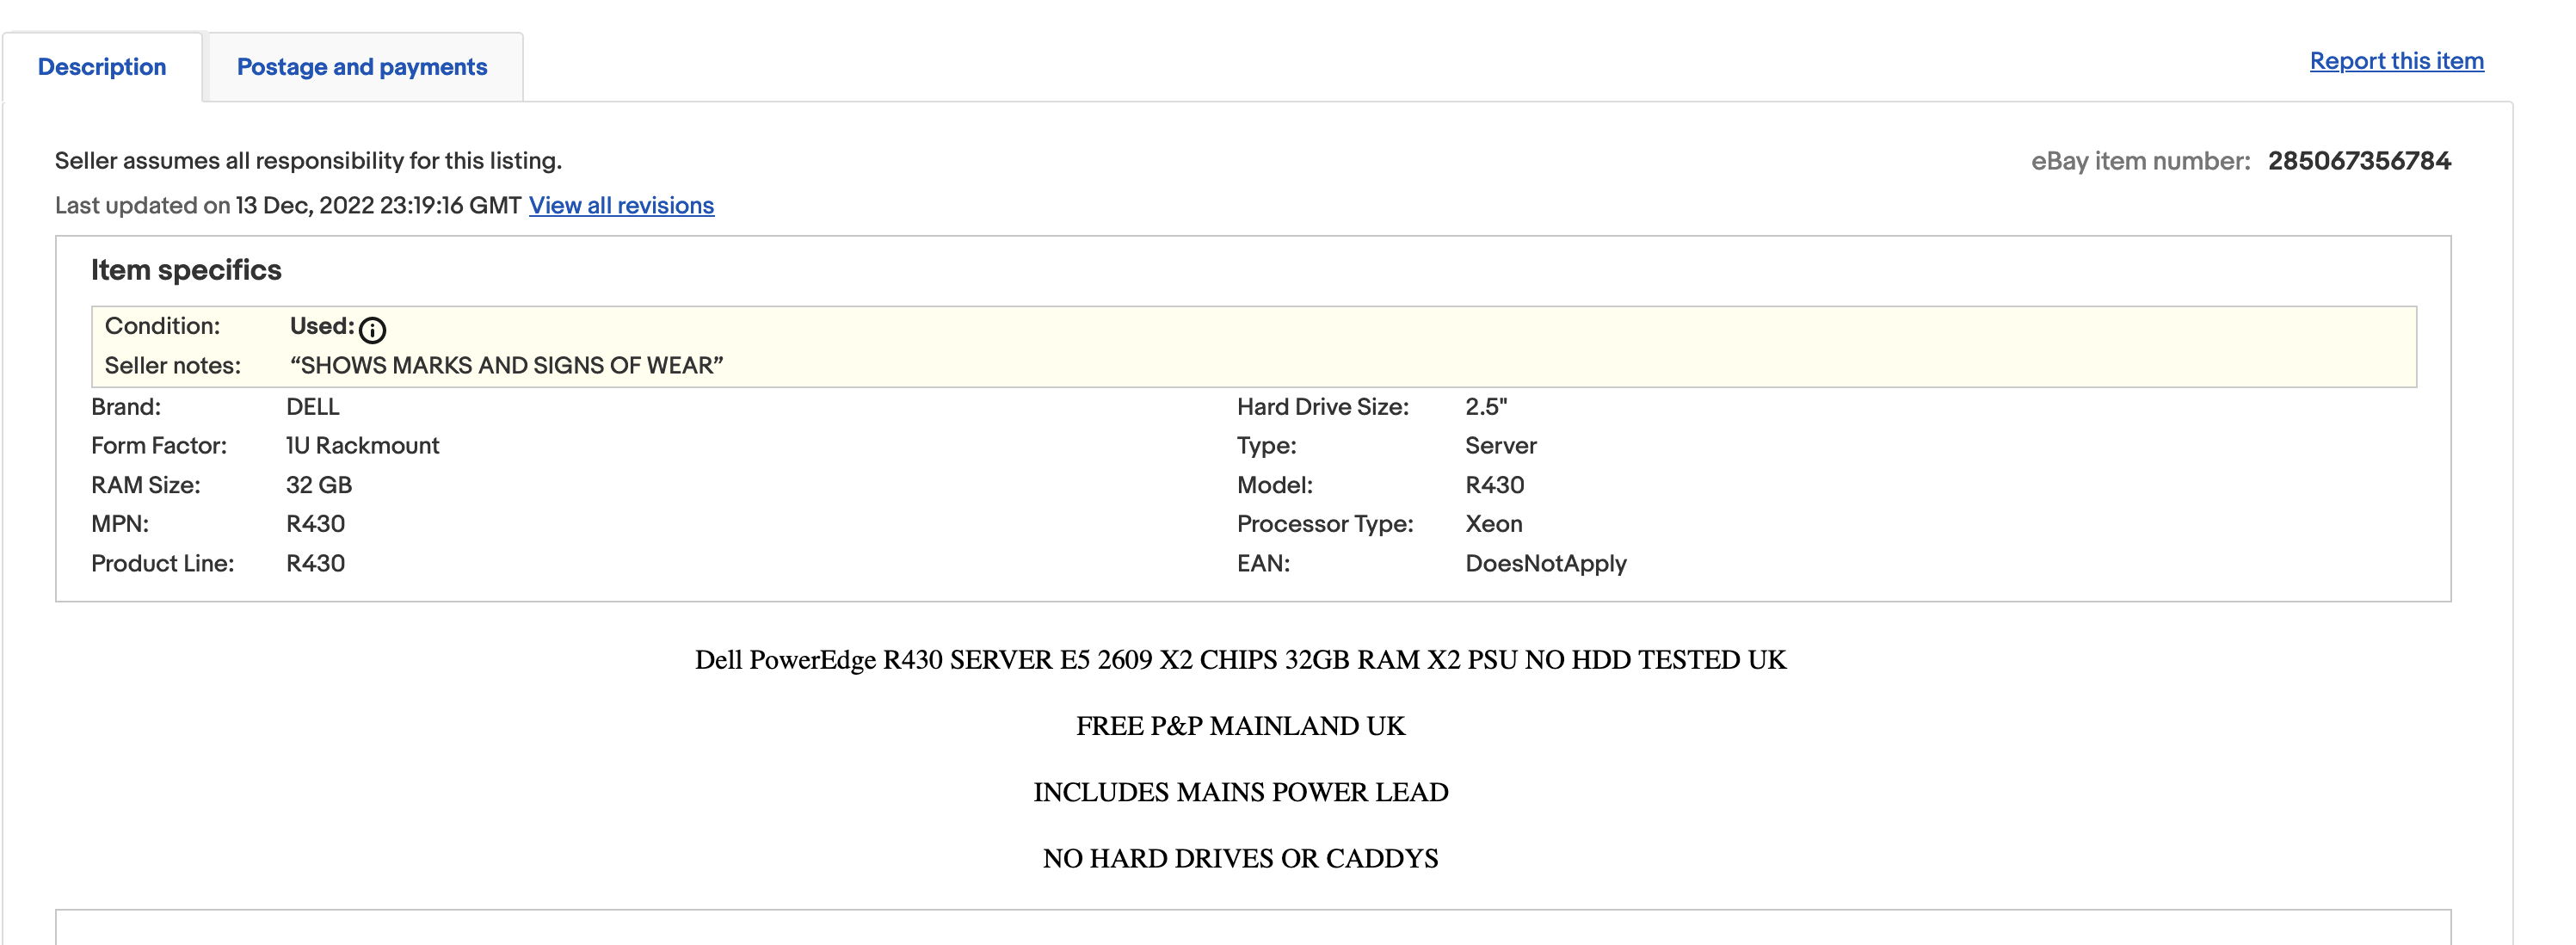 Description
Postage and payments
Report this item
Seller assumes all responsibility for this listing.
eBay item number: 285067356784
Last updated on 13 Dec, 2022 23:19:16 GMT View all revisions
Item specifics
Condition: Used:
Seller notes: “SHOWS MARKS AND SIGNS OF WEAR”
Brand: DELL
Hard Drive Size: 2.5"
Form Factor: 1U Rackmount
Type: Server
RAM Size: 32 GB
Model: R430
MPN: R430
Processor Type: Xeon
Product Line: R430
EAN: DoesNotApply
Dell PowerEdge R430 SERVER E5 2609 X2 CHIPS 32GB RAM X2 PSU NO HDD TESTED UK
FREE P&P MAINLAND UK
INCLUDES MAINS POWER LEAD
NO HARD DRIVES OR CADDYS